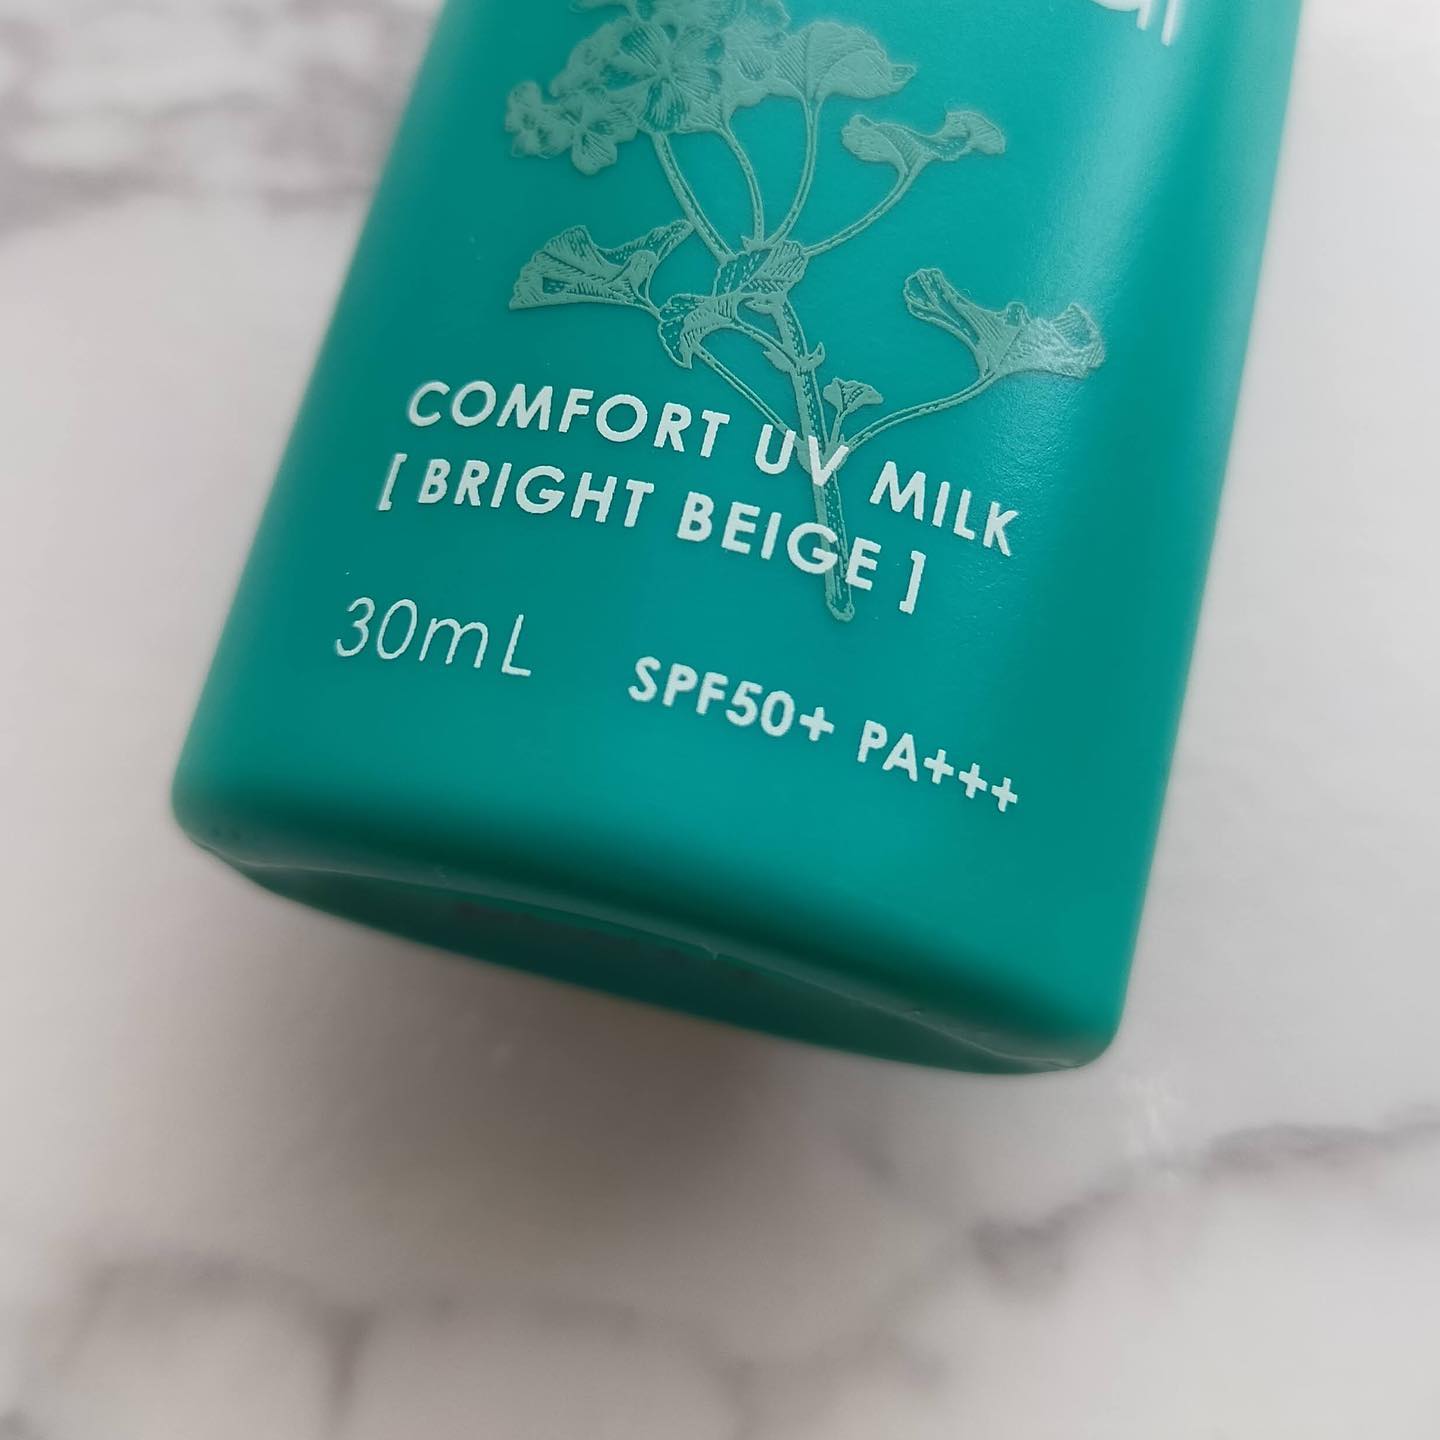 COMFORT UV MILK
[ BRIGHT BEIGE ]
30mL
SPF50+ PA+++